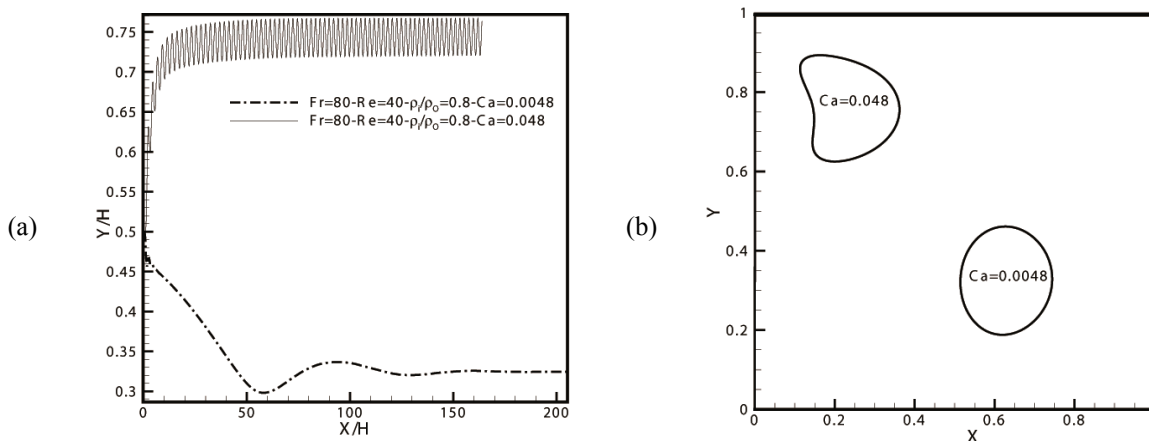 (a)
Y/H
0.75
0.7
0.65
0.6
0.55
0.5
0.45
0.4
0.35
0.3
Fr=80-Re=40-ρi/ρo=0.8-Ca=0.0048
Fr=80-Re=40-ρi/ρo=0.8-Ca=0.048
0 50 100 150 200
X/H
(b)
Y
1
0.8
0.6
0.4
0.2
0
Ca=0.048
Ca=0.0048
0 0.2 0.4 0.6 0.8
X